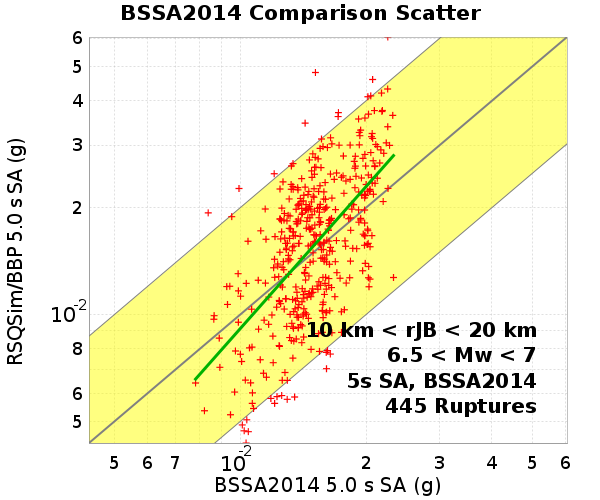 BSSA2014 Comparison Scatter
RSQSim/BBP 5.0 s SA (g)
6
5
4
3
2
10^-2
8
6
5
10 km < rJB < 20 km
6.5 < Mw < 7
5s SA, BSSA2014
445 Ruptures
5 6 7 10^-2 2 3 4 5 6
BSSA2014 5.0 s SA (g)